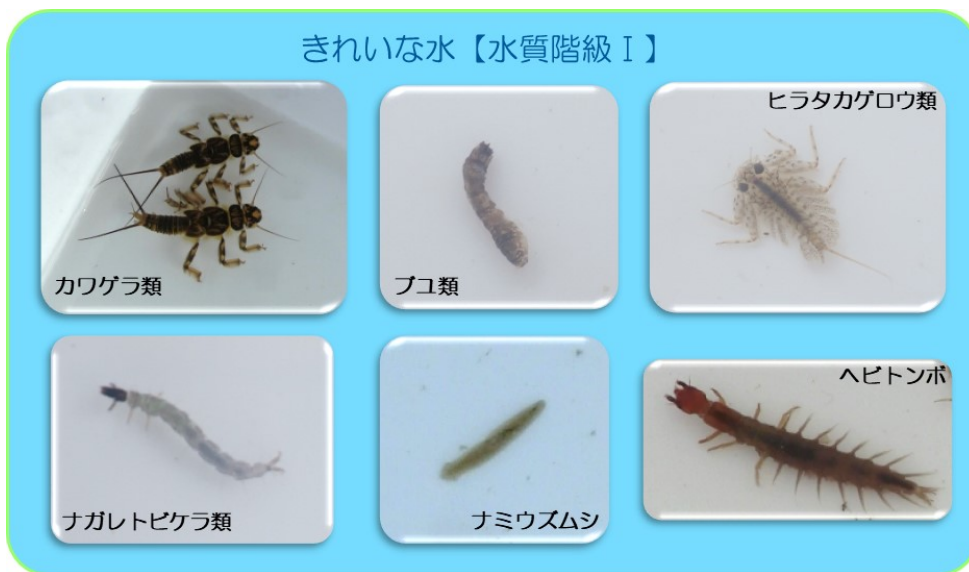 きれいな水【水質階級Ⅰ】
カワゲラ類
ブユ類
ヒラタカゲロウ類
ナガレトビケラ類
ナミウズムシ
ヘビトンボ